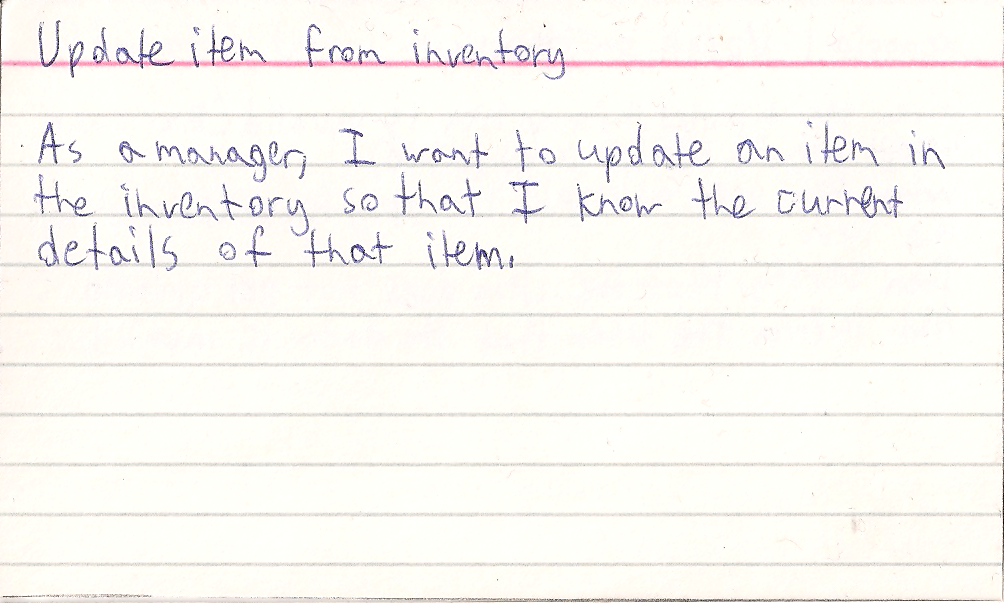 Update item from inventory
As a manager, I want to update an item in
the inventory so that I know the current
details of that item.